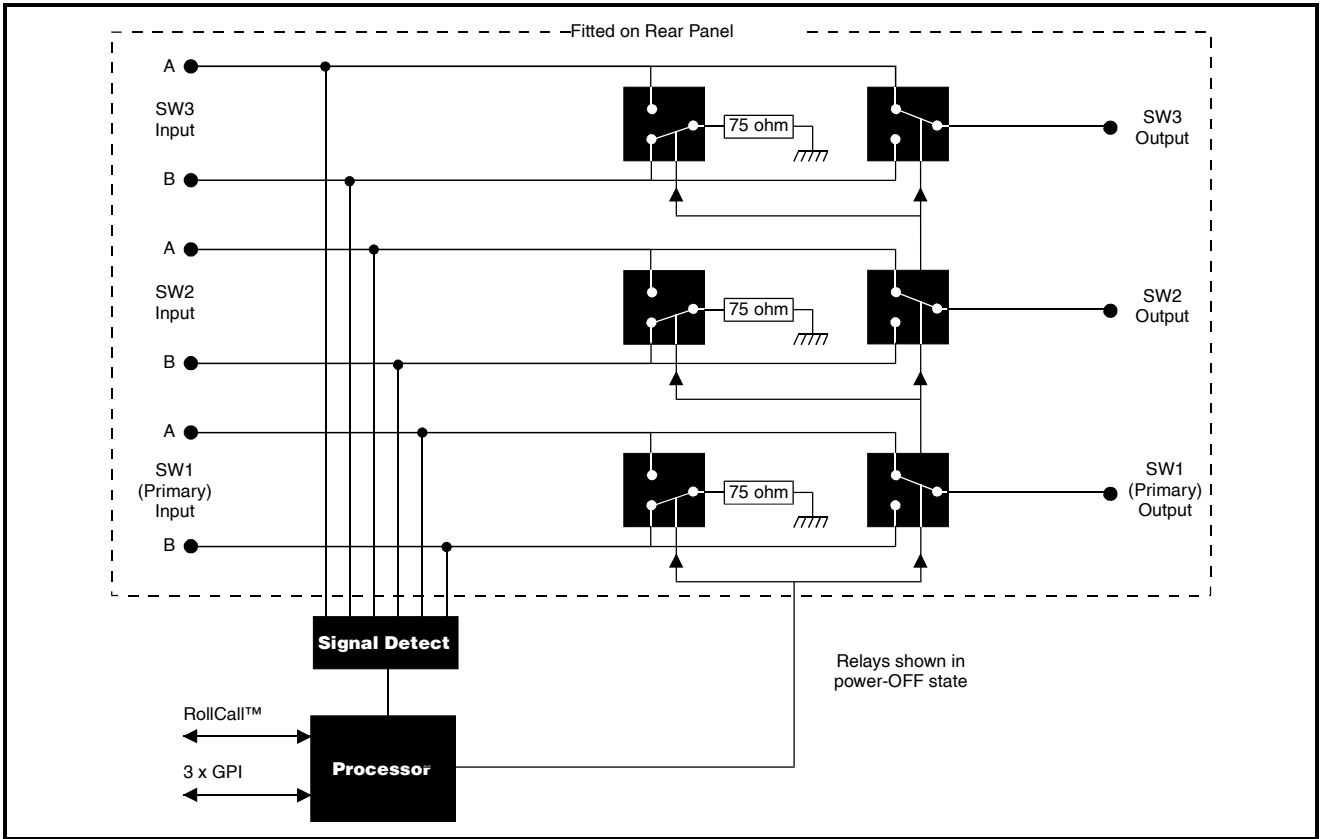 Fitted on Rear Panel
A
SW3
Input
B
75 ohm
SW3
Output
A
SW2
Input
B
75 ohm
SW2
Output
A
SW1
(Primary)
Input
B
75 ohm
SW1
(Primary)
Output
Signal Detect
Relays shown in
power-OFF state
RollCall™
3 x GPI
Processor